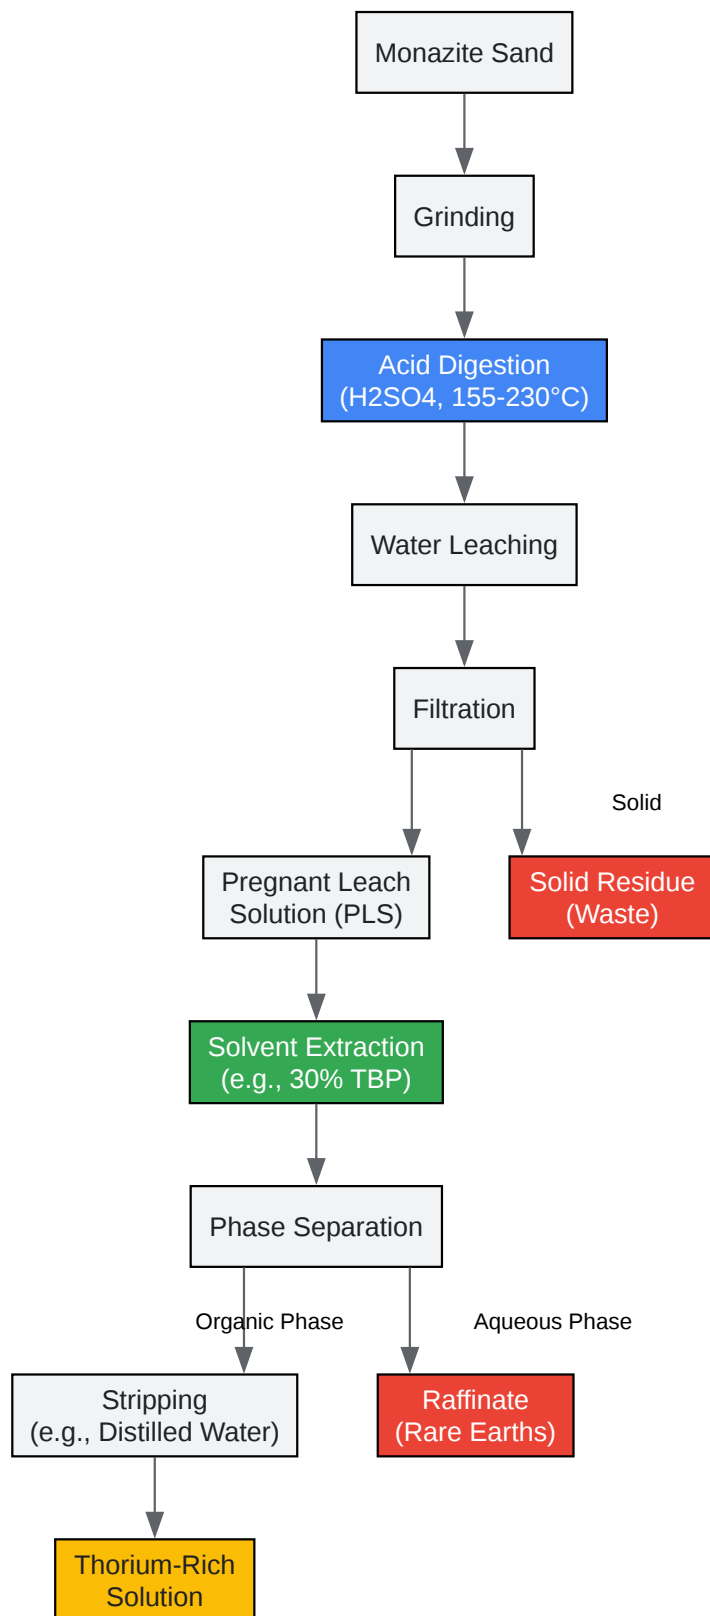 Monazite Sand
Grinding
Acid Digestion
(H2SO4, 155-230°C)
Water Leaching
Filtration
Solid
Pregnant Leach
Solution (PLS)
Solid Residue
(Waste)
Solvent Extraction
(e.g., 30% TBP)
Phase Separation
Organic Phase
Aqueous Phase
Stripping
(e.g., Distilled Water)
Raffinate
(Rare Earths)
Thorium-Rich
Solution